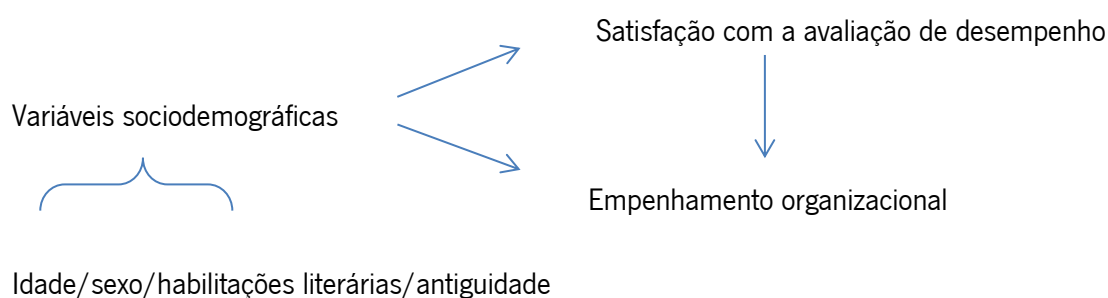 Satisfação com a avaliação de desempenho
Variáveis sociodemográficas
Empenhamento organizacional
Idade/sexo/habilitações literárias/antiguidade